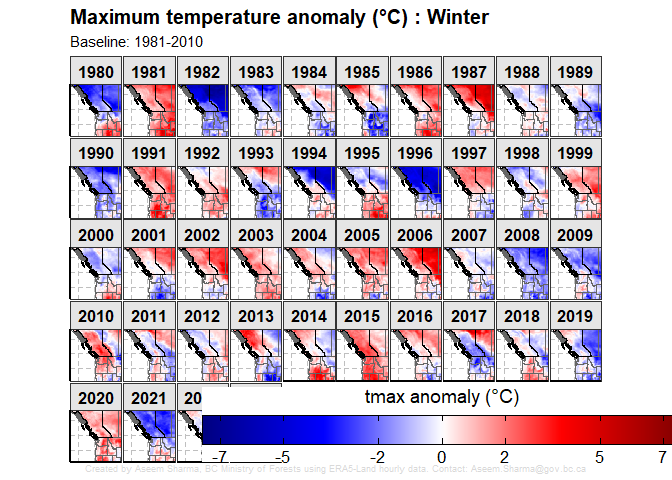 Maximum temperature anomaly (°C) : Winter
Baseline: 1981-2010
1980 1981 1982 1983 1984 1985 1986 1987 1988 1989
1990 1991 1992 1993 1994 1995 1996 1997 1998 1999
2000 2001 2002 2003 2004 2005 2006 2007 2008 2009
2010 2011 2012 2013 2014 2015 2016 2017 2018 2019
2020 2021 20
tmax anomaly (°C)
-7 -5 -2 0 2 5 7
Created by Aseem Sharma, BC Ministry of Forests using ERA5-Land hourly data. Contact: Aseem.Sharma@gov.bc.ca